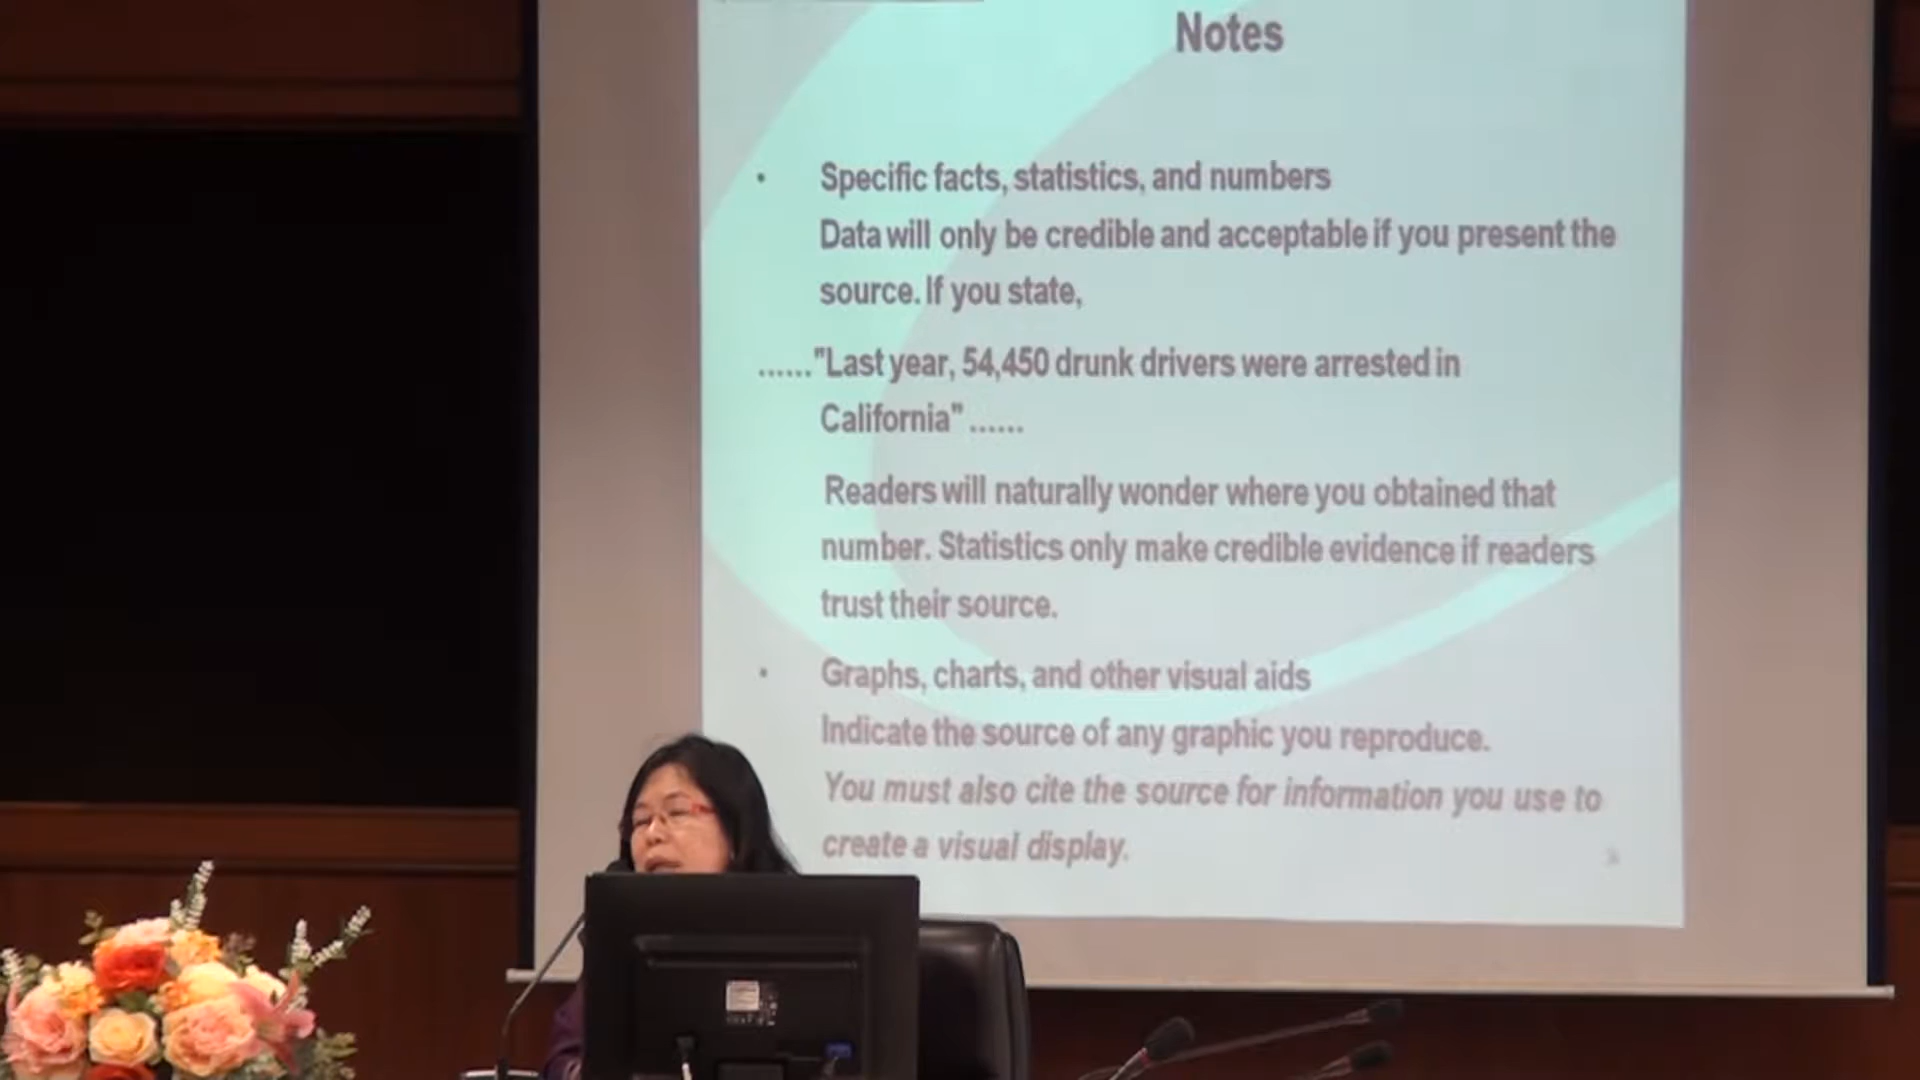 Notes
• Specific facts, statistics, and numbers
Data will only be credible and acceptable if you present the
source. If you state,
......"Last year, 54,450 drunk drivers were arrested in
California"......
Readers will naturally wonder where you obtained that
number. Statistics only make credible evidence if readers
trust their source.
• Graphs, charts, and other visual aids
Indicate the source of any graphic you reproduce.
You must also cite the source for information you use to
create a visual display.